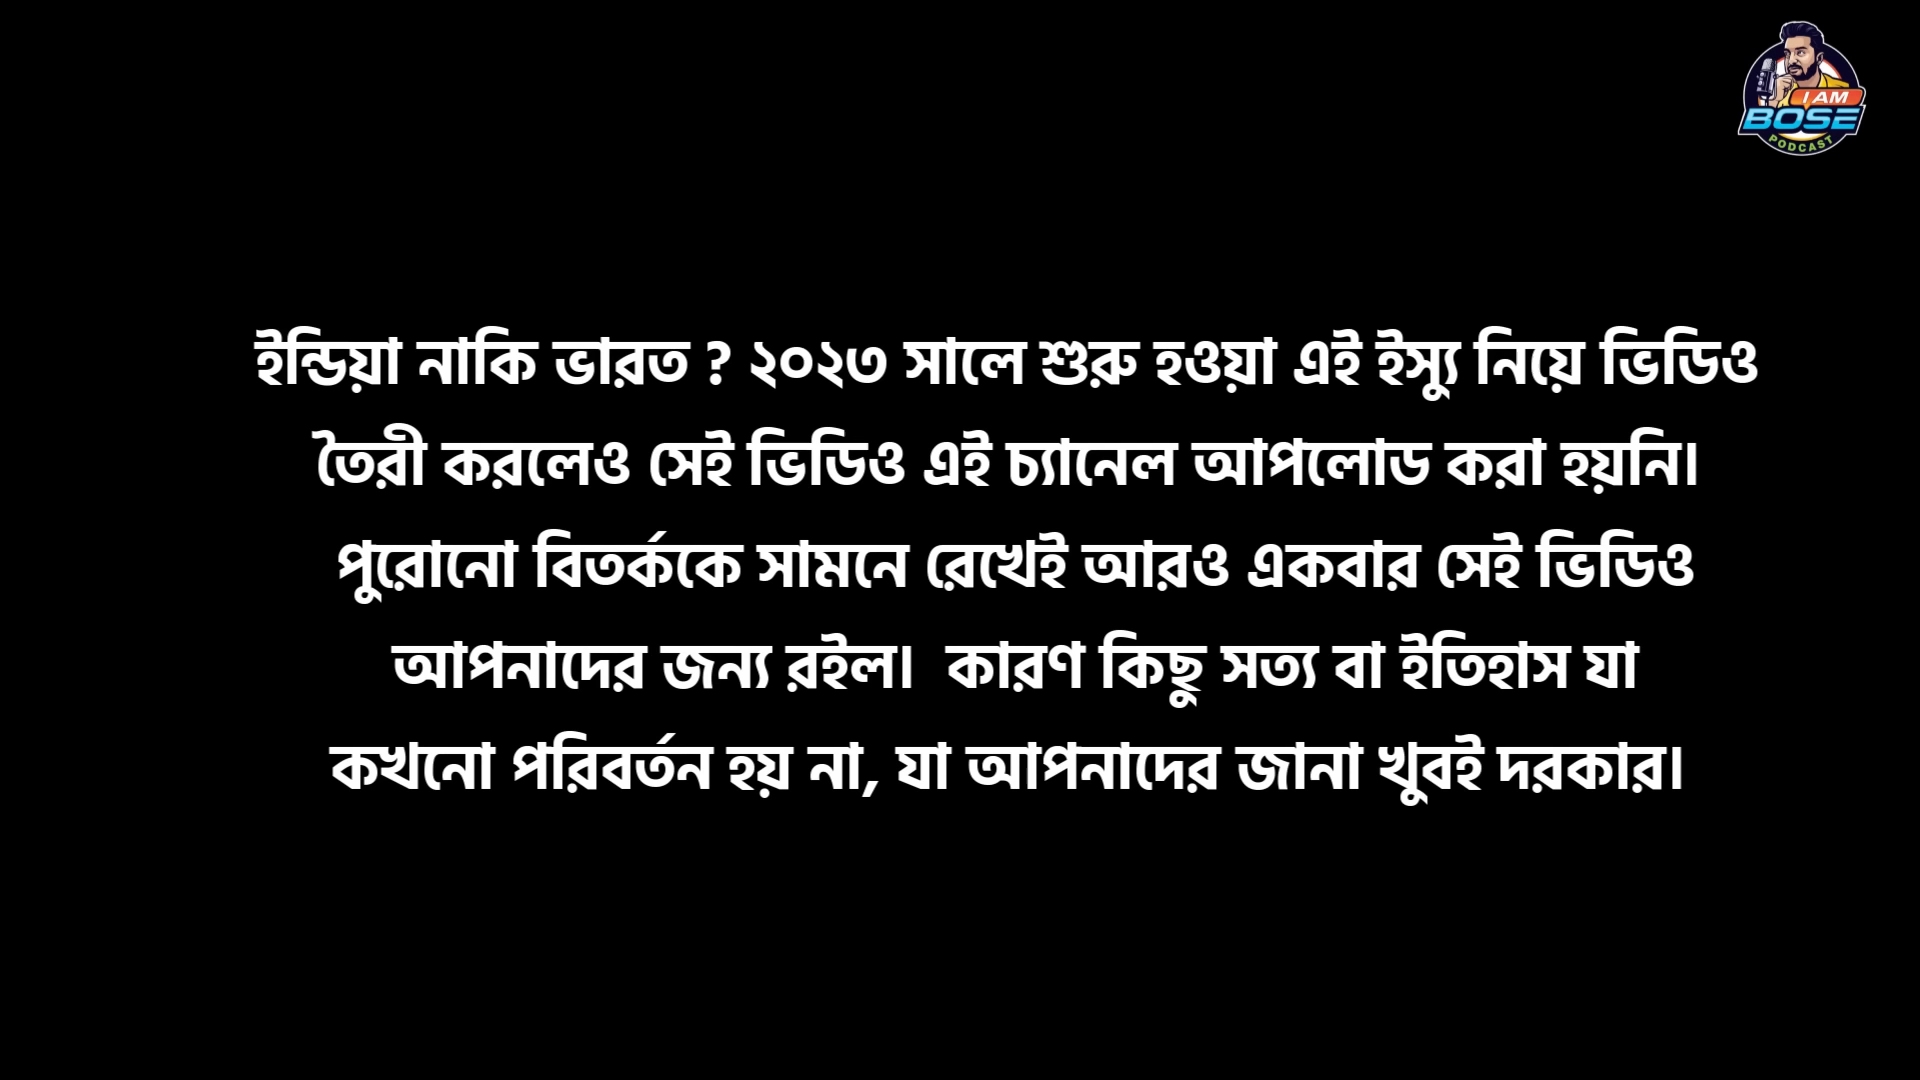 I AM
BOSE
PODCAST
ইন্ডিয়া নাকি ভারত ? ২০২৩ সালে শুরু হওয়া এই ইস্যু নিয়ে ভিডিও
তৈরী করলেও সেই ভিডিও এই চ্যানেল আপলোড করা হয়নি।
পুরোনো বিতর্ককে সামনে রেখেই আরও একবার সেই ভিডিও
আপনাদের জন্য রইল। কারণ কিছু সত্য বা ইতিহাস যা
কখনো পরিবর্তন হয় না, যা আপনাদের জানা খুবই দরকার।